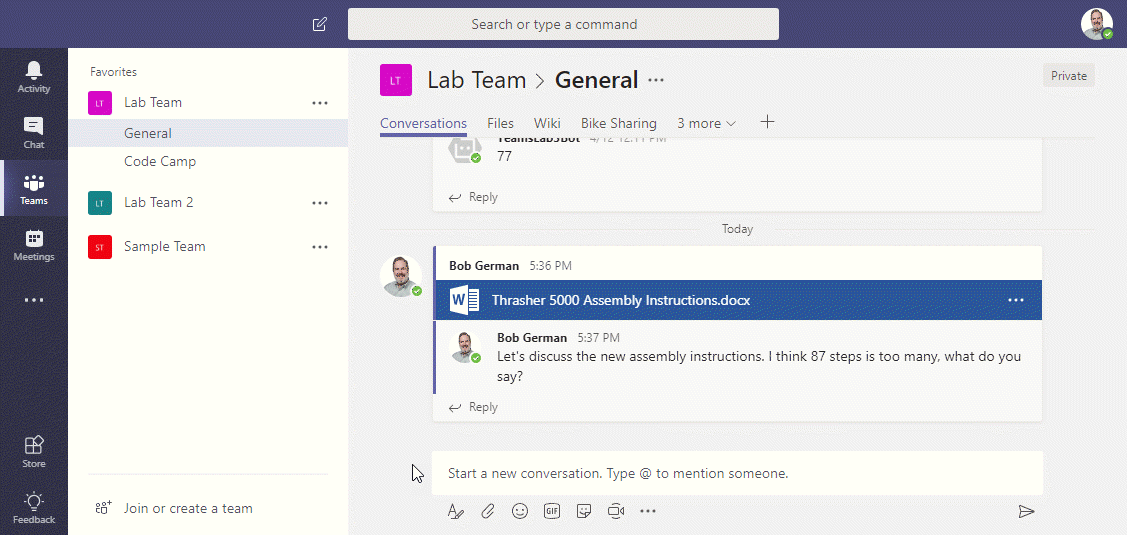 Search or type a command
Activity
Chat
Teams
Meetings
Store
Feedback
Favorites
LT Lab Team
General
Code Camp
LT Lab Team 2
ST Sample Team
Join or create a team
LT Lab Team > General
Private
Conversations Files Wiki Bike Sharing 3 more
TeamsLab3Bot 4/12 12:11 PM
77
Reply
Today
Bob German 5:36 PM
W Thrasher 5000 Assembly Instructions.docx
Bob German 5:37 PM
Let's discuss the new assembly instructions. I think 87 steps is too many, what do you
say?
Reply
Start a new conversation. Type @ to mention someone.
GIF